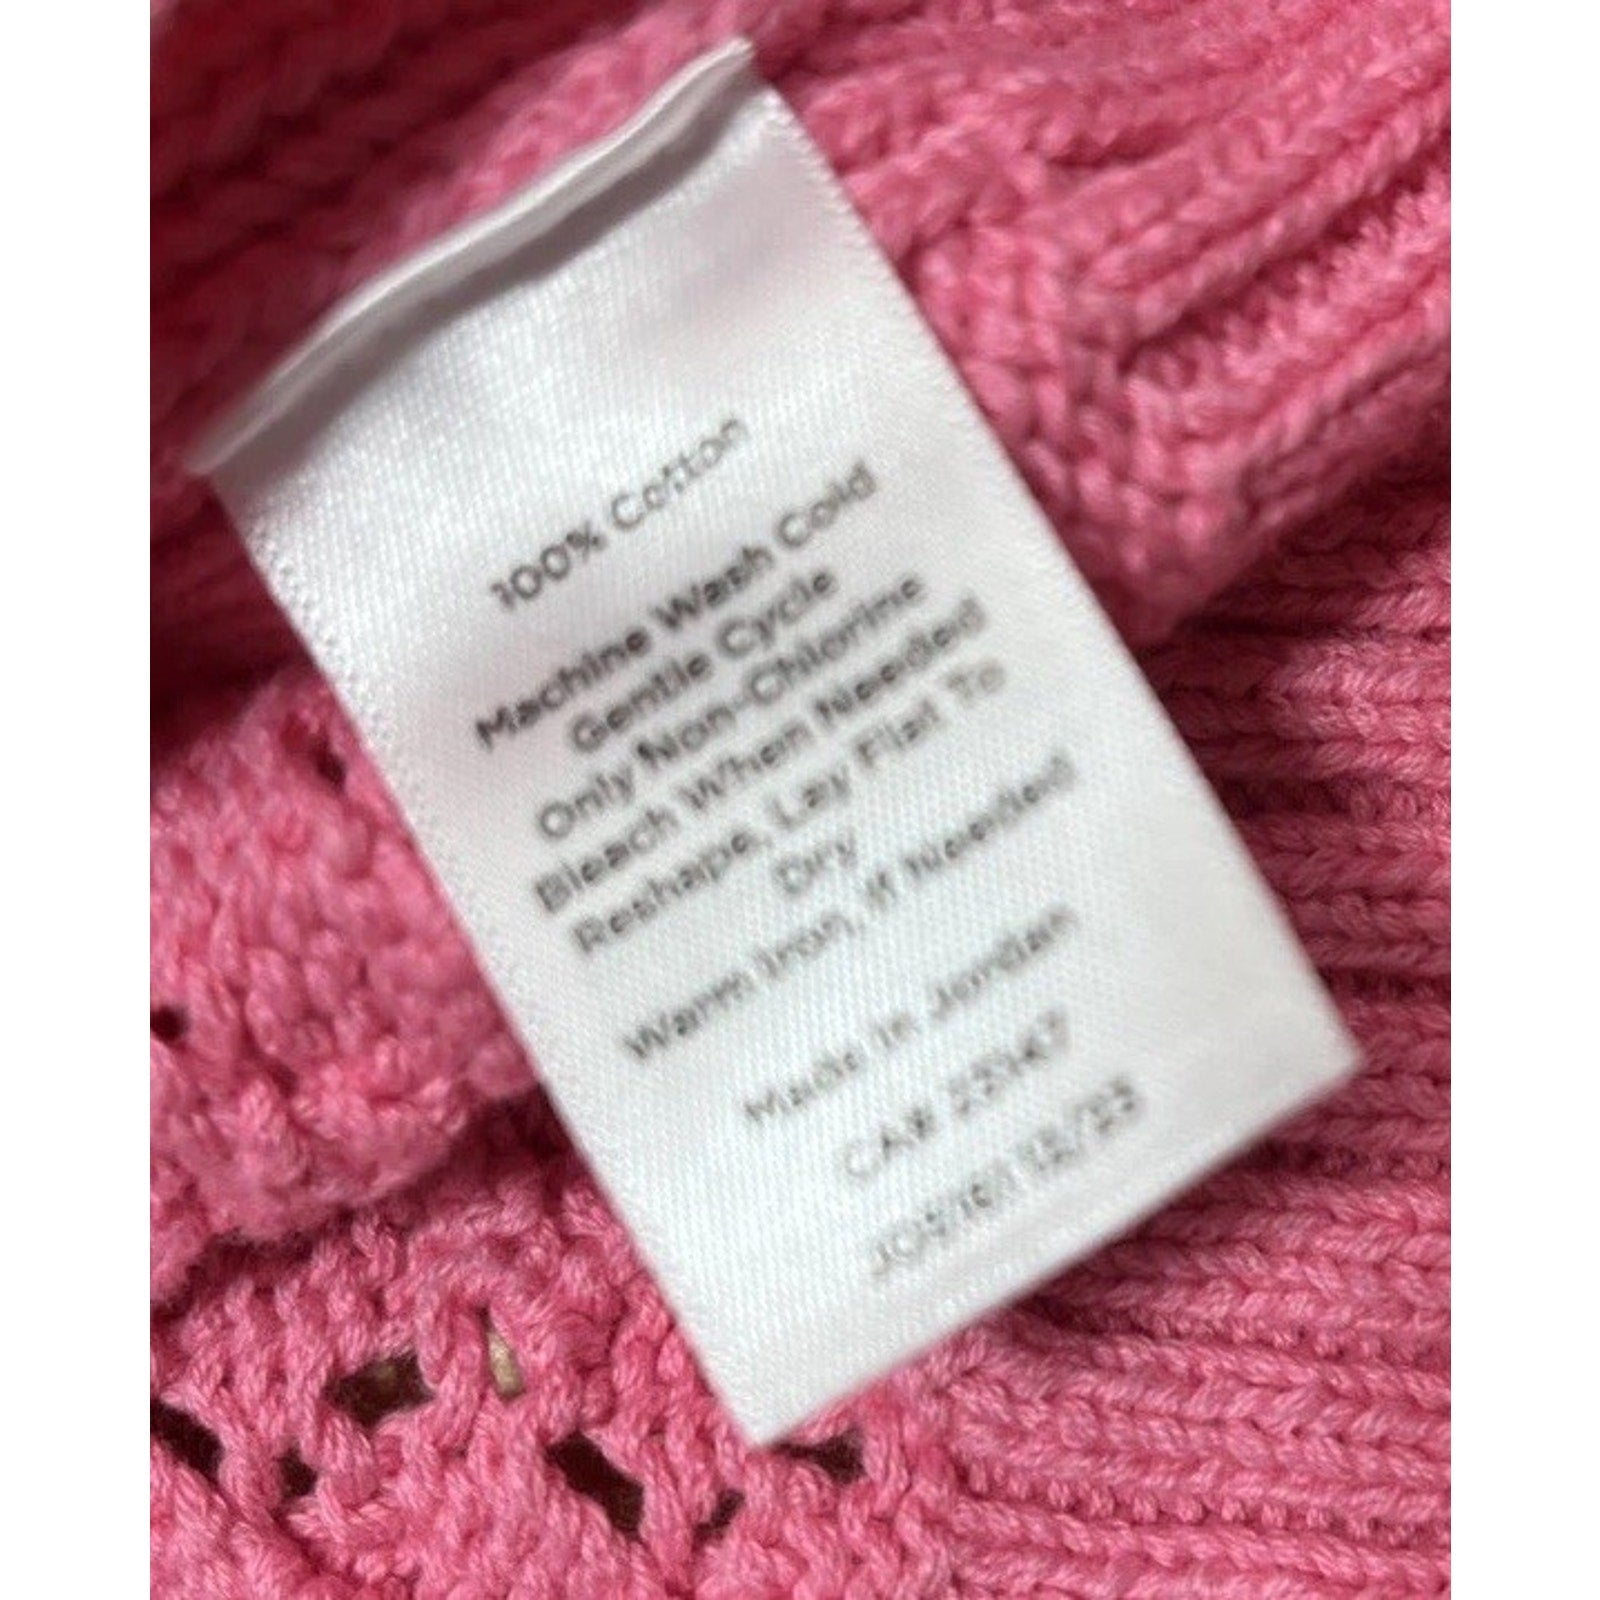 100% Cotton
Machine Wash Cold
Gentle Cycle
Only Non-Chlorine
Bleach When Needed
Reshape, Lay Flat To
Dry
Warm Iron, If Needed
Made In Jordan
CA#